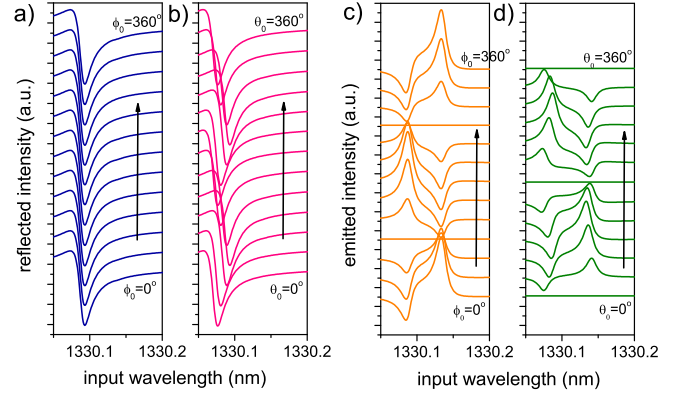 a)
ϕ₀=360°
b)
θ₀=360°
c)
ϕ₀=360°
d)
θ₀=360°
reflected intensity (a.u.)
emitted intensity (a.u.)
ϕ₀=0°
θ₀=0°
ϕ₀=0°
θ₀=0°
1330.1 1330.2
1330.1 1330.2
1330.1 1330.2
1330.1 1330.2
input wavelength (nm)
input wavelength (nm)